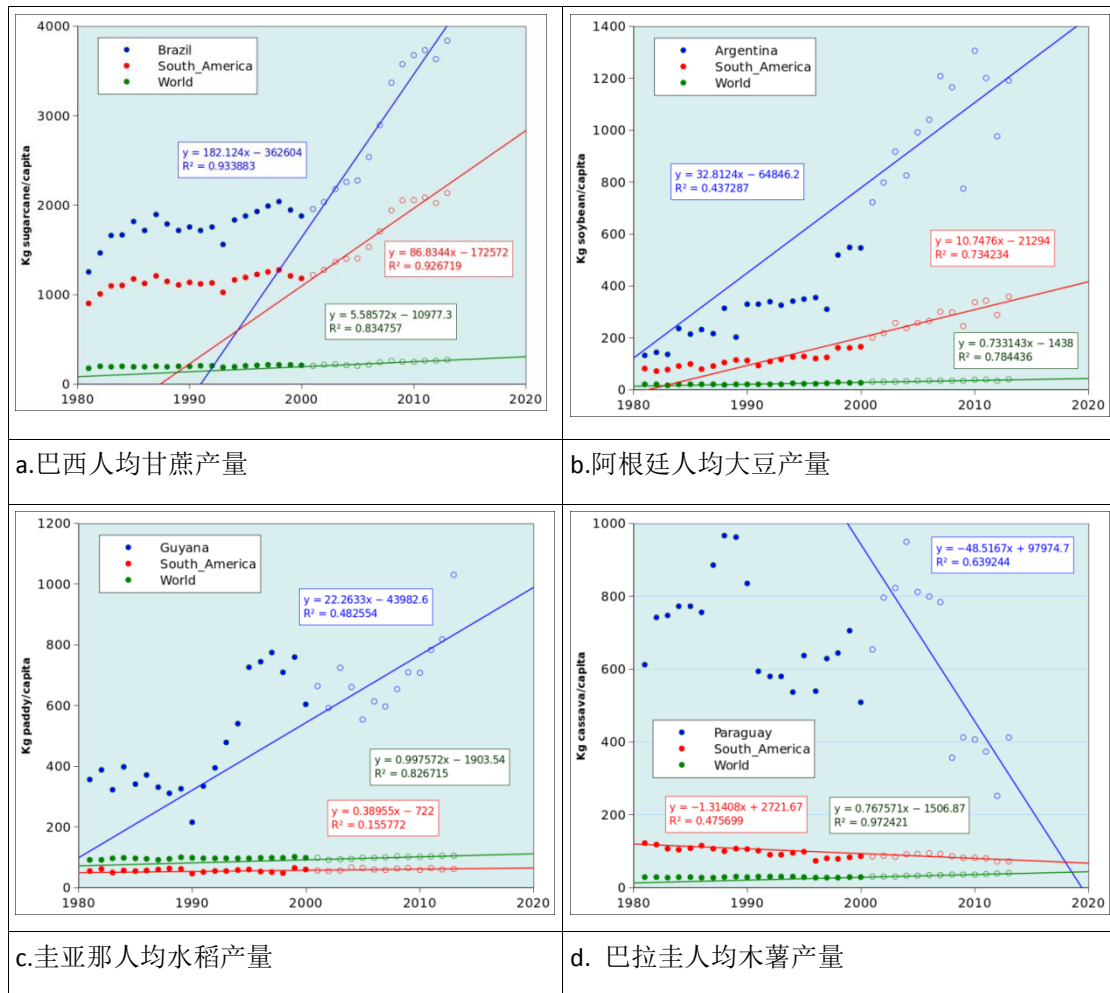 4000
3000
2000
1000
0
1980
1990
2000
2010
2020
Kg sugarcane/capita
Brazil
South_America
World
y = 182.124x − 362604
R² = 0.933883
y = 86.8344x − 172572
R² = 0.926719
y = 5.58572x − 10977.3
R² = 0.834757
1400
1200
1000
800
600
400
200
0
1980
1990
2000
2010
2020
Kg soybean/capita
Argentina
South_America
World
y = 32.8124x − 64846.2
R² = 0.437287
y = 10.7476x − 21294
R² = 0.734234
y = 0.733143x − 1438
R² = 0.784436
a.巴西人均甘蔗产量
b.阿根廷人均大豆产量
1200
1000
800
600
400
200
0
1980
1990
2000
2010
2020
Kg paddy/capita
Guyana
South_America
World
y = 22.2633x − 43982.6
R² = 0.482554
y = 0.997572x − 1903.54
R² = 0.826715
y = 0.38955x − 722
R² = 0.155772
1000
800
600
400
200
0
1980
1990
2000
2010
2020
Kg cassava/capita
y = −48.5167x + 97974.7
R² = 0.639244
Paraguay
South_America
World
y = −1.31408x + 2721.67
R² = 0.475699
y = 0.767571x − 1506.87
R² = 0.972421
c.圭亚那人均水稻产量
d. 巴拉圭人均木薯产量